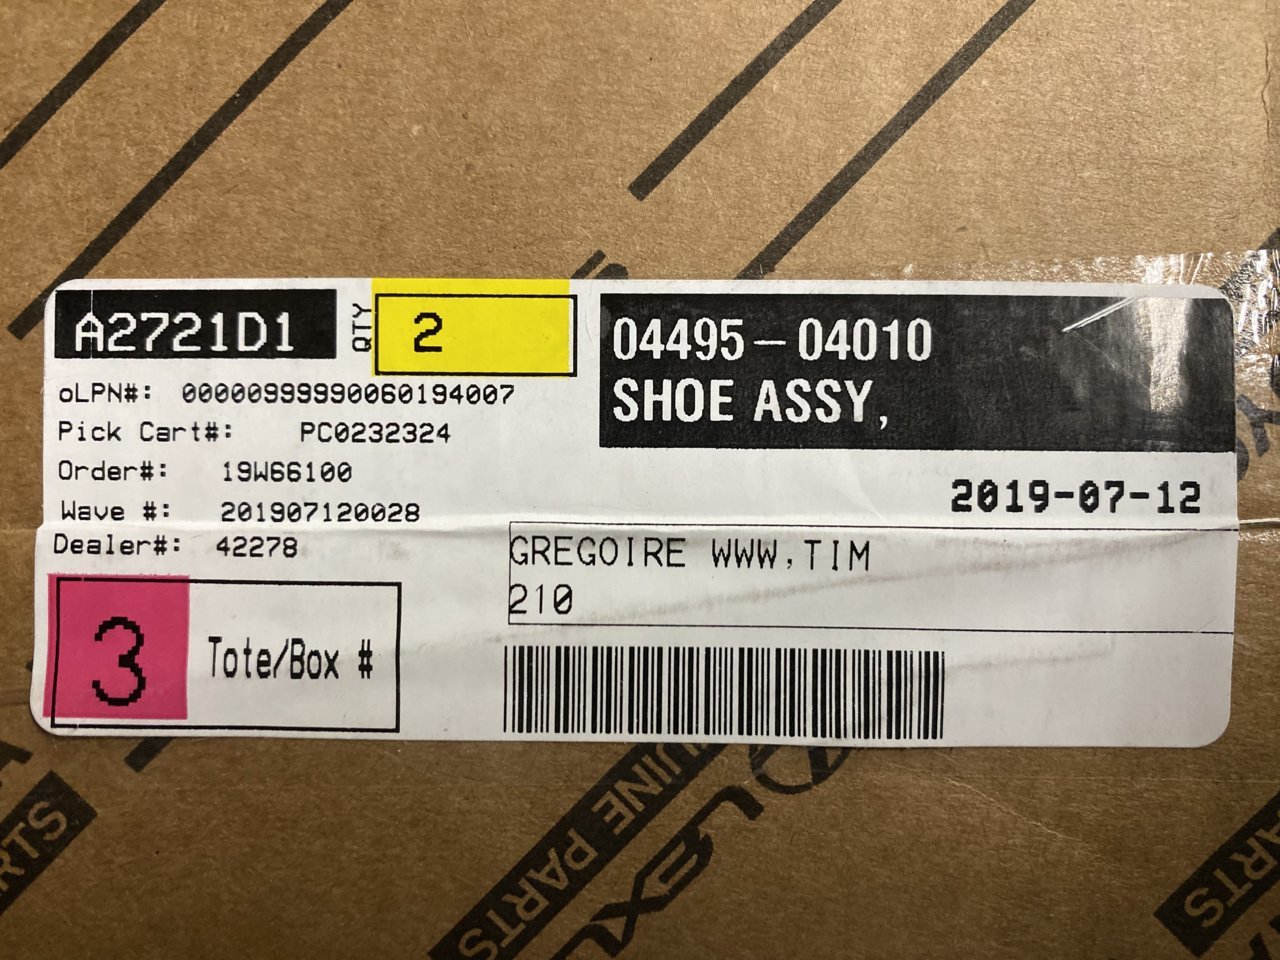 A2721D1
QTY
2
04495-04010
SHOE ASSY,
oLPN#: 00000999990060194007
Pick Cart#: PC0232324
Order#: 19W66100
Wave #: 201907120028
Dealer#: 42278
2019-07-12
GREGOIRE WWW,TIM
210
3
Tote/Box #
PARTS